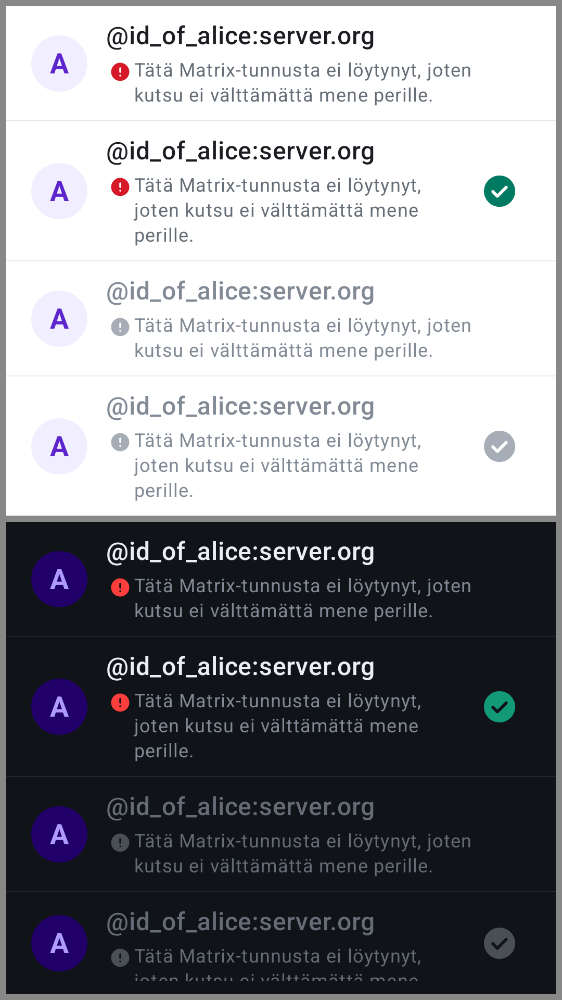 A
@id_of_alice:server.org
Tätä Matrix-tunnusta ei löytynyt, joten
kutsu ei välttämättä mene perille.
A
@id_of_alice:server.org
Tätä Matrix-tunnusta ei löytynyt,
joten kutsu ei välttämättä mene
perille.
A
@id_of_alice:server.org
Tätä Matrix-tunnusta ei löytynyt, joten
kutsu ei välttämättä mene perille.
A
@id_of_alice:server.org
Tätä Matrix-tunnusta ei löytynyt,
joten kutsu ei välttämättä mene
perille.
A
@id_of_alice:server.org
Tätä Matrix-tunnusta ei löytynyt, joten
kutsu ei välttämättä mene perille.
A
@id_of_alice:server.org
Tätä Matrix-tunnusta ei löytynyt,
joten kutsu ei välttämättä mene
perille.
A
@id_of_alice:server.org
Tätä Matrix-tunnusta ei löytynyt, joten
kutsu ei välttämättä mene perille.
A
@id_of_alice:server.org
Tätä Matrix-tunnusta ei löytynyt,
joten kutsu ei välttämättä mene